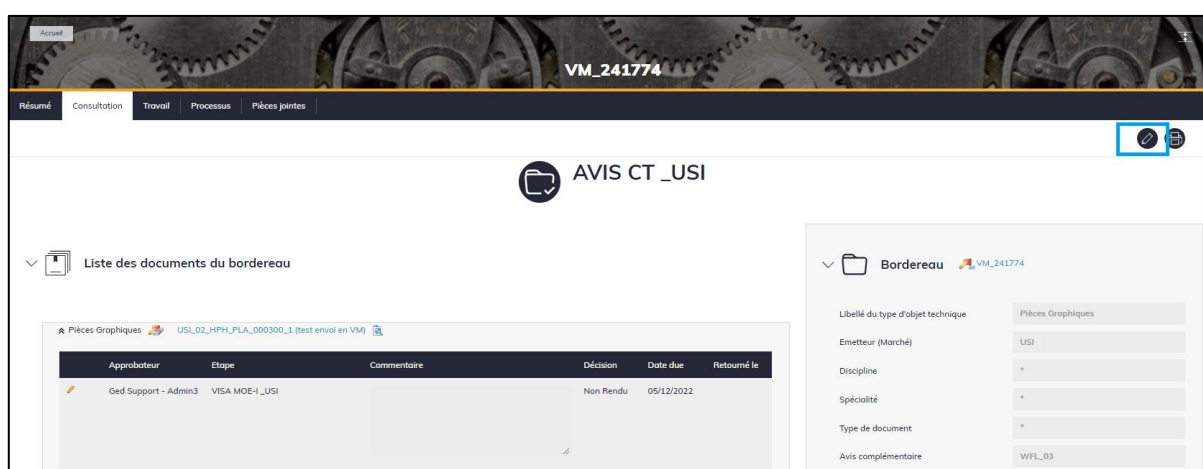 Accueil
VM_241774
Résumé Consultation Travail Processus Pièces jointes
AVIS CT _USI
Liste des documents du bordereau
Pièces Graphiques USI_02_HPH_PLA_000300_1 (test envoi en VM)
Approbateur Etape Commentaire Décision Date due Retourné le
Ged Support - Admin3 VISA MOE-I _USI Non Rendu 05/12/2022
Bordereau VM_241774
Libellé du type d'objet technique Pièces Graphiques
Emetteur (Marché) USI
Discipline *
Spécialité *
Type de document *
Avis complémentaire WFL_03